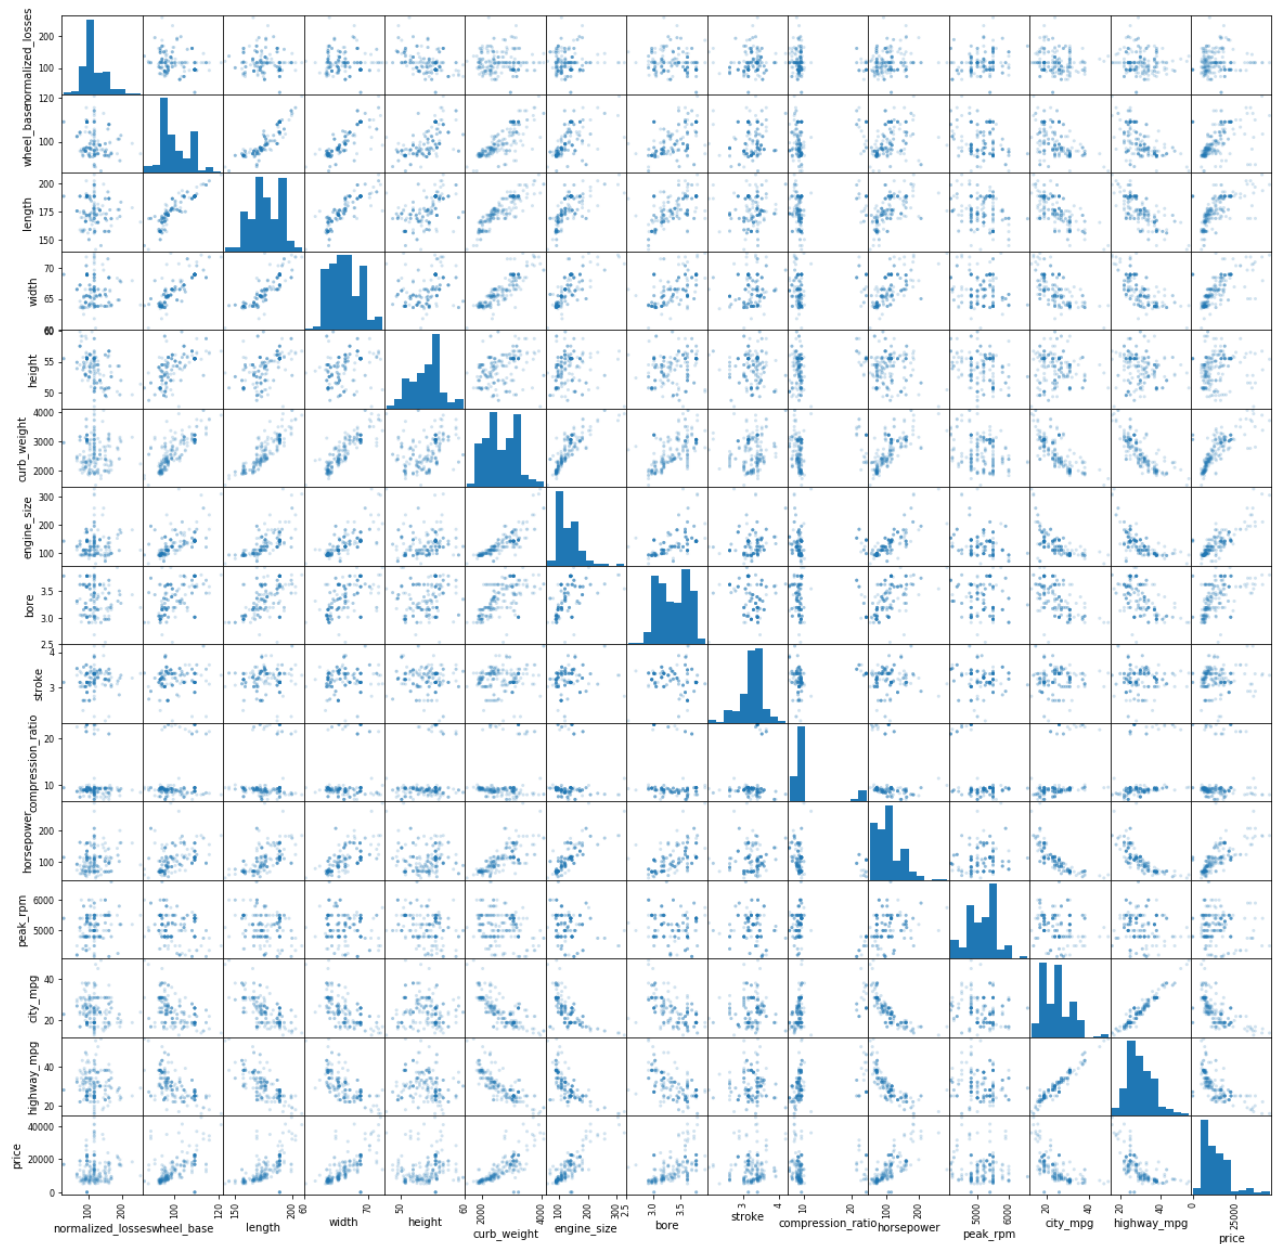 normalized_losses
200
100
wheel_base
120
100
length
200
175
150
width
70
65
60
height
60
55
50
curb_weight
4000
3000
2000
engine_size
300
200
100
bore
3.5
3.0
2.5
stroke
4
3
compression_ratio
20
10
horsepower
200
100
peak_rpm
6000
5000
city_mpg
40
20
highway_mpg
40
20
price
40000
20000
0
100 200 100 120 150 200 60 70 50 60 2000 4000 100 200 300 2.5 3.0 3.5 3 4 10 20 100 200 5000 6000 20 40 20 40 0 25000
normalized_losses wheel_base length width height curb_weight engine_size bore stroke compression_ratio horsepower peak_rpm city_mpg highway_mpg price